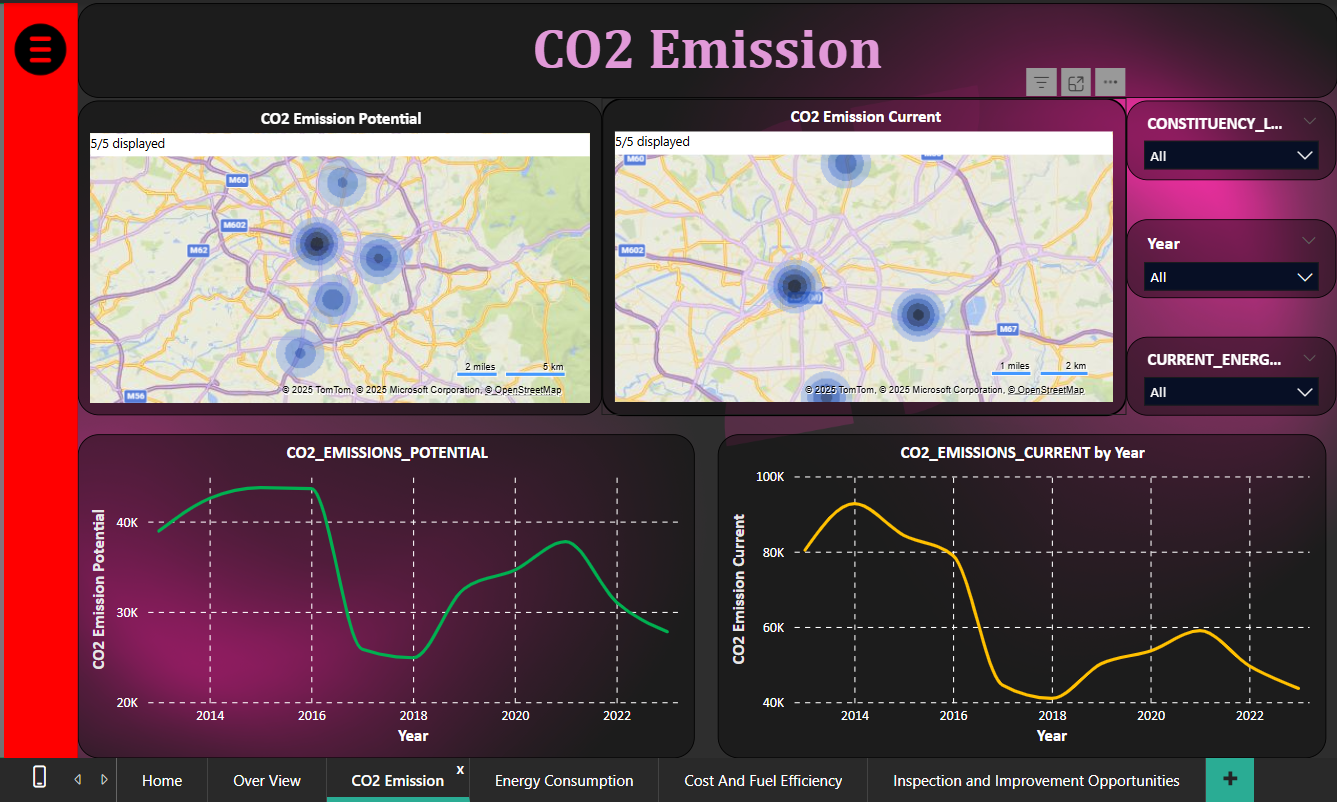 CO2 Emission
CO2 Emission Potential
5/5 displayed
M60
M602
M62
M56
2 miles
5 km
© 2025 TomTom, © 2025 Microsoft Corporation, © OpenStreetMap
CO2 Emission Current
5/5 displayed
M60
M602
M67
1 miles
2 km
© 2025 TomTom, © 2025 Microsoft Corporation, © OpenStreetMap
CONSTITUENCY_L...
All
Year
All
CURRENT_ENERG...
All
CO2_EMISSIONS_POTENTIAL
CO2 Emission Potential
40K
30K
20K
2014
2016
2018
2020
2022
Year
CO2_EMISSIONS_CURRENT by Year
CO2 Emission Current
100K
80K
60K
40K
2014
2016
2018
2020
2022
Year
Home
Over View
CO2 Emission
x
Energy Consumption
Cost And Fuel Efficiency
Inspection and Improvement Opportunities
+